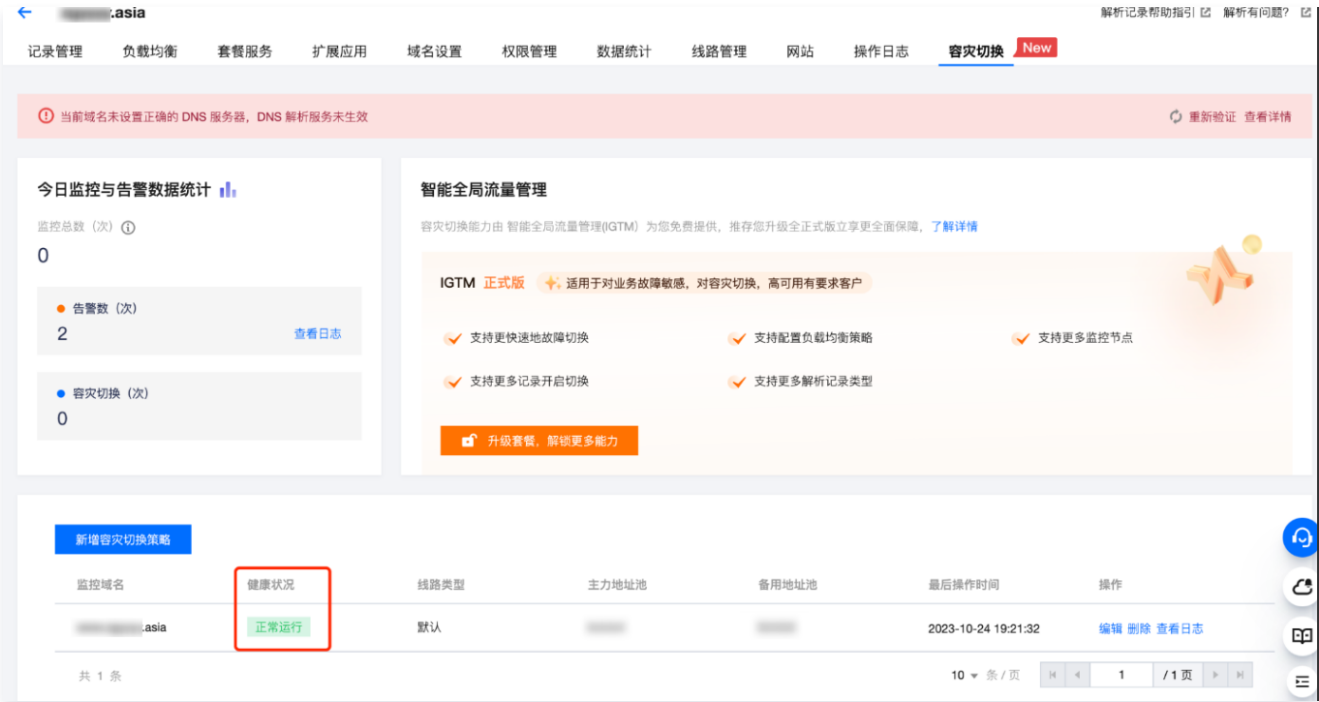 .asia 解析记录帮助指引 解析有问题?
记录管理 负载均衡 套餐服务 扩展应用 域名设置 权限管理 数据统计 线路管理 网站 操作日志 容灾切换 New
当前域名未设置正确的 DNS 服务器，DNS 解析服务未生效 重新验证 查看详情
今日监控与告警数据统计
监控总数（次）
0
告警数（次）
2 查看日志
容灾切换（次）
0
智能全局流量管理
容灾切换能力由 智能全局流量管理(IGTM）为您免费提供，推存您升级全正式版立享更全面保障，了解详情
IGTM 正式版 适用于对业务故障敏感，对容灾切换，高可用有要求客户
支持更快速地故障切换 支持配置负载均衡策略 支持更多监控节点
支持更多记录开启切换 支持更多解析记录类型
升级套餐，解锁更多能力
新增容灾切换策略
监控域名 健康状况 线路类型 主力地址池 备用地址池 最后操作时间 操作
.asia 正常运行 默认 2023-10-24 19:21:32 编辑 删除 查看日志
共 1 条 10 条 / 页 1 / 1 页